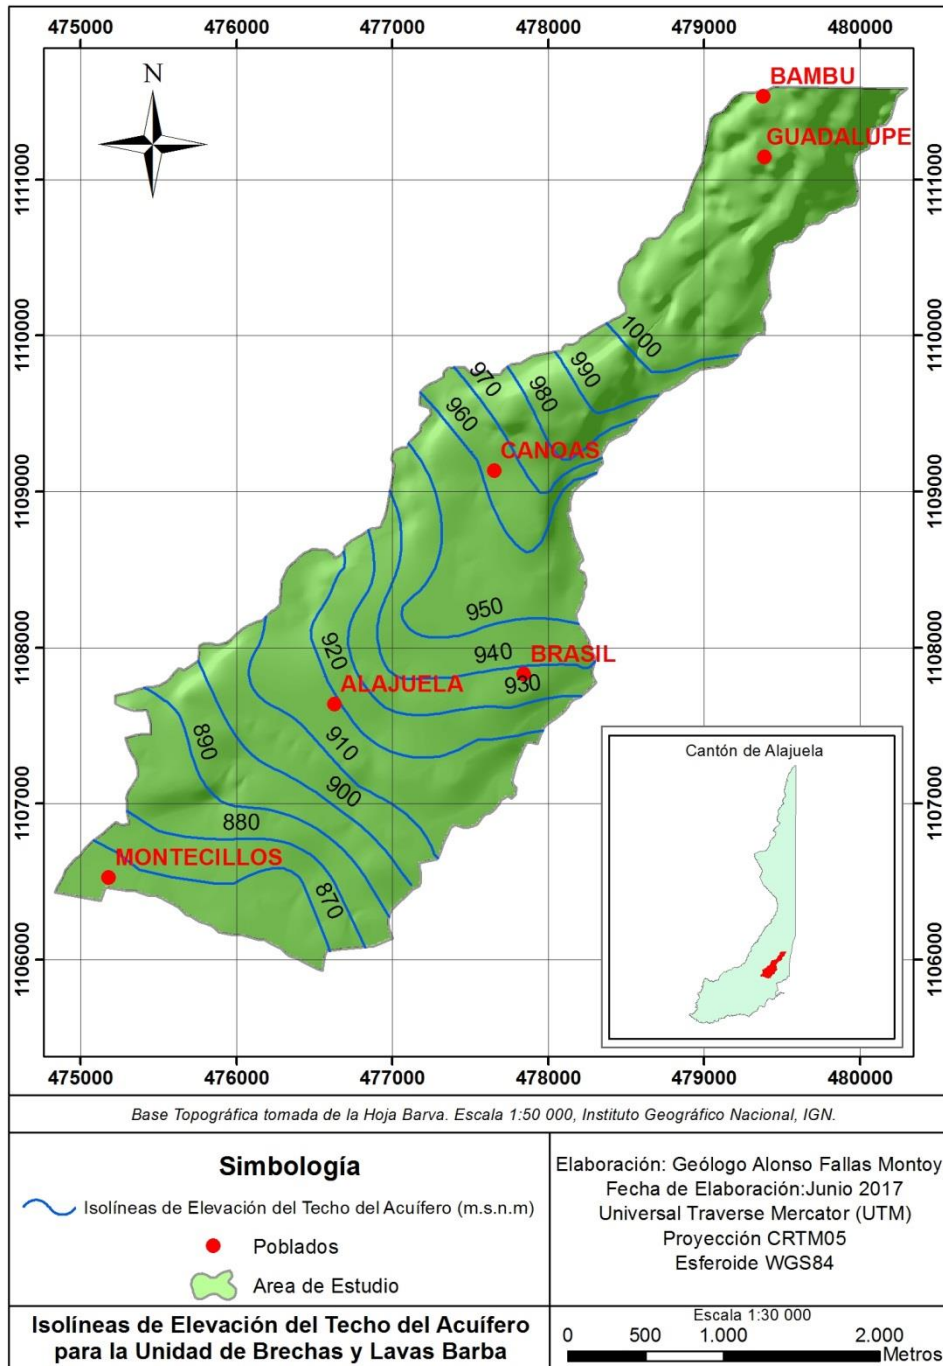 475000 476000 477000 478000 479000 480000
N
BAMBU
GUADALUPE
1111000 1111000
1110000 1110000
1000
990
970
980
960
CANOAS
1109000 1109000
950
1108000 1108000
940
BRASIL
920
930
ALAJUELA
910
890
900
Cantón de Alajuela
1107000 1107000
880
MONTECILLOS
870
1106000 1106000
475000 476000 477000 478000 479000 480000
Base Topográfica tomada de la Hoja Barva. Escala 1:50 000, Instituto Geográfico Nacional, IGN.
Simbología
Isolíneas de Elevación del Techo del Acuífero (m.s.n.m)
Poblados
Area de Estudio
Elaboración: Geólogo Alonso Fallas Montoy
Fecha de Elaboración:Junio 2017
Universal Traverse Mercator (UTM)
Proyección CRTM05
Esferoide WGS84
Isolíneas de Elevación del Techo del Acuífero
para la Unidad de Brechas y Lavas Barba
Escala 1:30 000
0 500 1.000 2.000
Metros